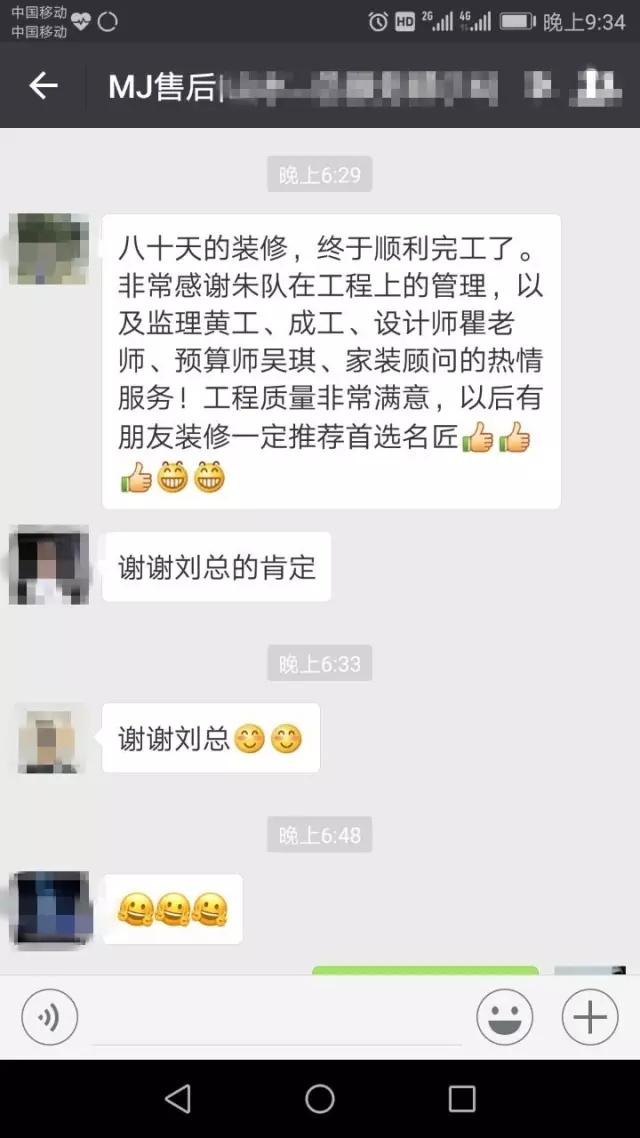 中国移动
中国移动
HD 2G 4G 晚上9:34
MJ售后
晚上6:29
八十天的装修，终于顺利完工了。
非常感谢朱队在工程上的管理，以
及监理黄工、成工、设计师瞿老
师、预算师吴琪、家装顾问的热情
服务！工程质量非常满意，以后有
朋友装修一定推荐首选名匠👍👍
👍😁😁
谢谢刘总的肯定
晚上6:33
谢谢刘总😊😊
晚上6:48
🤗🤗🤗